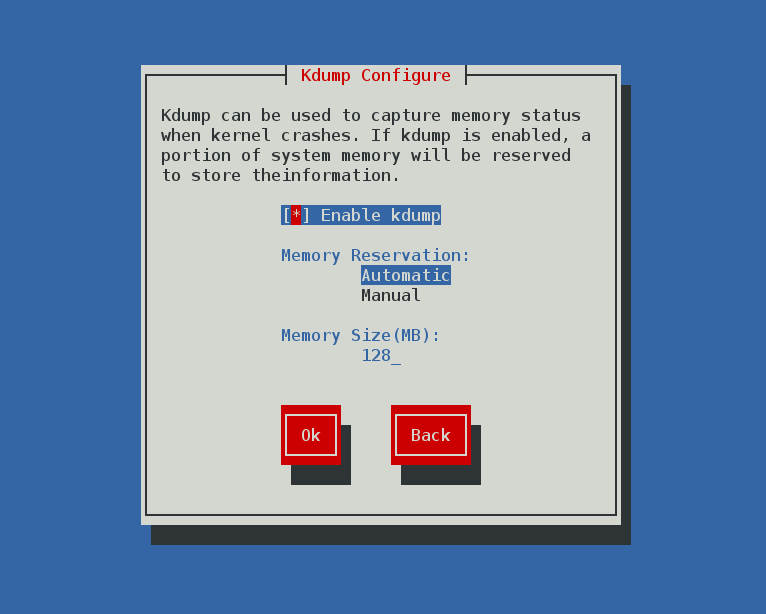 Kdump Configure
Kdump can be used to capture memory status
when kernel crashes. If kdump is enabled, a
portion of system memory will be reserved
to store theinformation.
[*] Enable kdump
Memory Reservation:
Automatic
Manual
Memory Size(MB):
128_
Ok Back